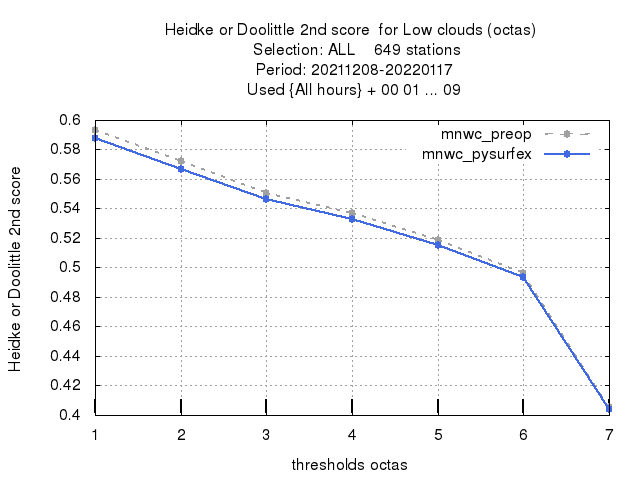 Heidke or Doolittle 2nd score  for Low clouds (octas)
Selection: ALL    649 stations
Period: 20211208-20220117
Used {All hours} + 00 01 ... 09
mnwc_preop
mnwc_pysurfex
Heidke or Doolittle 2nd score
0.6
0.58
0.56
0.54
0.52
0.5
0.48
0.46
0.44
0.42
0.4
1 2 3 4 5 6 7
thresholds octas